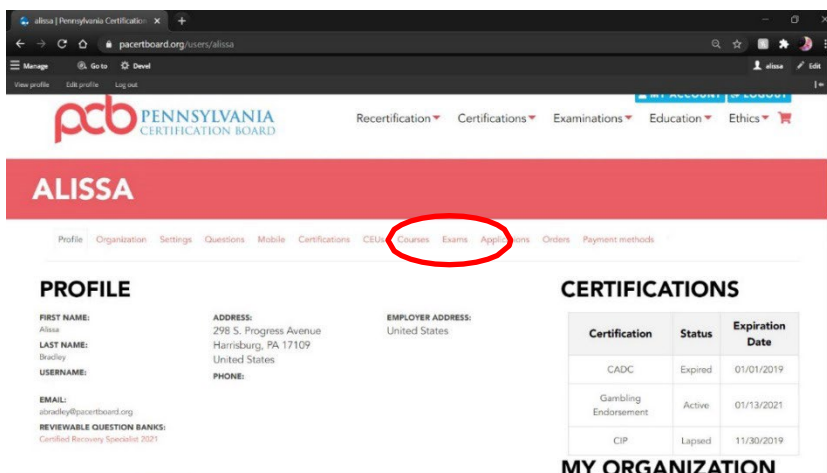 alissa | Pennsylvania Certification
pacertboard.org/users/alissa
Manage Go to Devel alissa Edit
View profile Edit profile Log out
MY ACCOUNT LOGOUT
pcb PENNSYLVANIA CERTIFICATION BOARD
Recertification Certifications Examinations Education Ethics
ALISSA
Profile Organization Settings Questions Mobile Certifications CEUs Courses Exams Applications Orders Payment methods
PROFILE
FIRST NAME:
Alissa
LAST NAME:
Bradley
USERNAME:
EMAIL:
abradley@pacertboard.org
REVIEWABLE QUESTION BANKS:
Certified Recovery Specialist 2021
ADDRESS:
298 S. Progress Avenue
Harrisburg, PA 17109
United States
PHONE:
EMPLOYER ADDRESS:
United States
CERTIFICATIONS
Certification Status Expiration Date
CADC Expired 01/01/2019
Gambling Endorsement Active 01/13/2021
CIP Lapsed 11/30/2019
MY ORGANIZATION